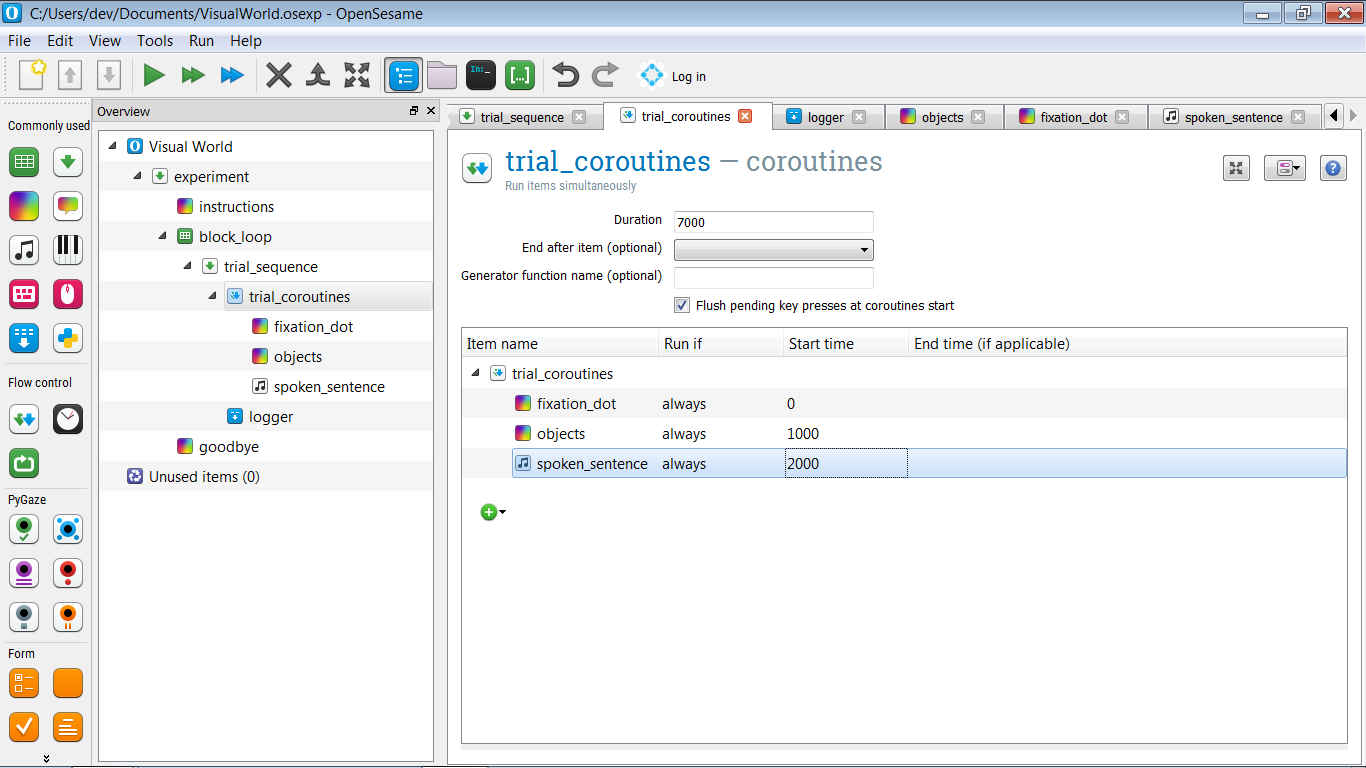 C:/Users/dev/Documents/VisualWorld.osexp - OpenSesame
File Edit View Tools Run Help
In:_
[...]
Log in
Commonly used
Flow control
PyGaze
Form
Overview
Visual World
experiment
instructions
block_loop
trial_sequence
trial_coroutines
fixation_dot
objects
spoken_sentence
logger
goodbye
Unused items (0)
trial_sequence trial_coroutines logger objects fixation_dot spoken_sentence
trial_coroutines — coroutines
Run items simultaneously
Duration 7000
End after item (optional)
Generator function name (optional)
Flush pending key presses at coroutines start
Item name Run if Start time End time (if applicable)
trial_coroutines
fixation_dot always 0
objects always 1000
spoken_sentence always 2000